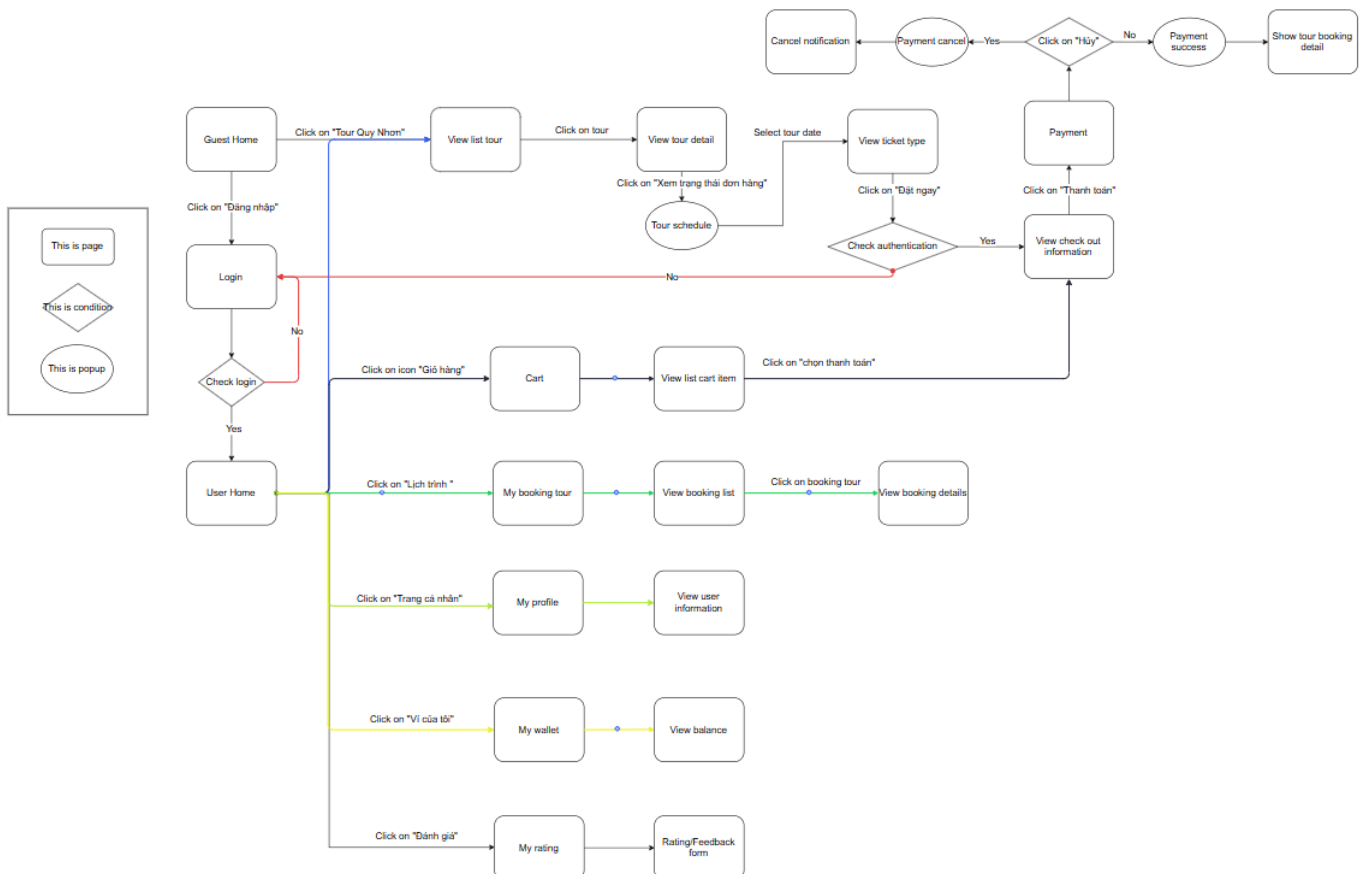 Cancel notification
Payment cancel
Yes
Click on "Hủy"
No
Payment
success
Show tour booking
detail
Guest Home
Click on "Tour Quy Nhơn"
View list tour
Click on tour
View tour detail
Select tour date
View ticket type
Payment
Click on "Xem trạng thái đơn hàng"
Click on "Đặt ngay"
Click on "Thanh toán"
Click on "Đăng nhập"
Tour schedule
Check authentication
Yes
View check out
information
This is page
Login
No
This is condition
No
This is popup
Check login
Click on icon "Giỏ hàng"
Cart
View list cart item
Click on "chọn thanh toán"
Yes
User Home
Click on "Lịch trình "
My booking tour
View booking list
Click on booking tour
View booking details
Click on "Trang cá nhân"
My profile
View user
information
Click on "Ví của tôi"
My wallet
View balance
Click on "Đánh giá"
My rating
Rating/Feedback
form